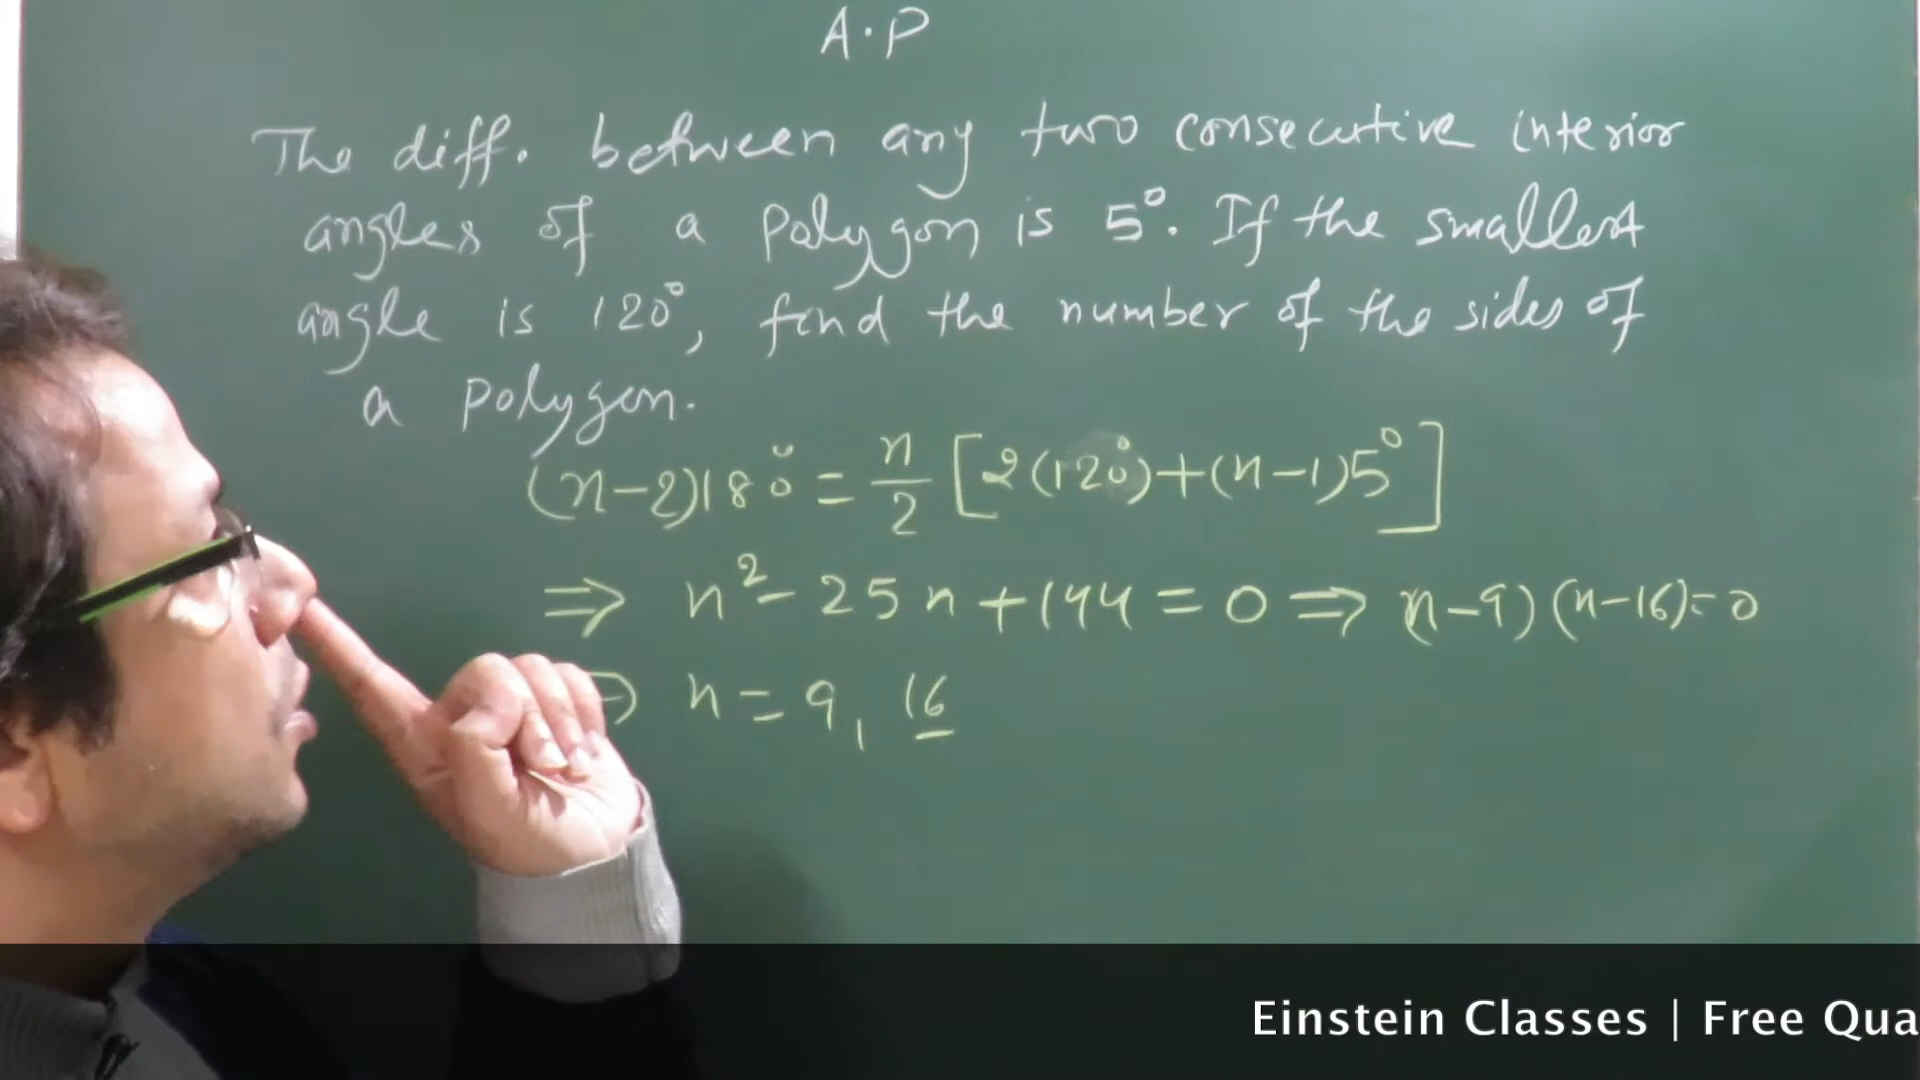 A.P
The diff. between any two consecutive interior
angles of a polygon is 5°. If the smallest
angle is 120°, find the number of the sides of
a polygon.
(n-2)180° = n/2 [2(120°)+(n-1)5°]
⇒ n²-25n+144=0 ⇒ (n-9)(n-16)=0
⇒ n=9, 16
Einstein Classes | Free Qua